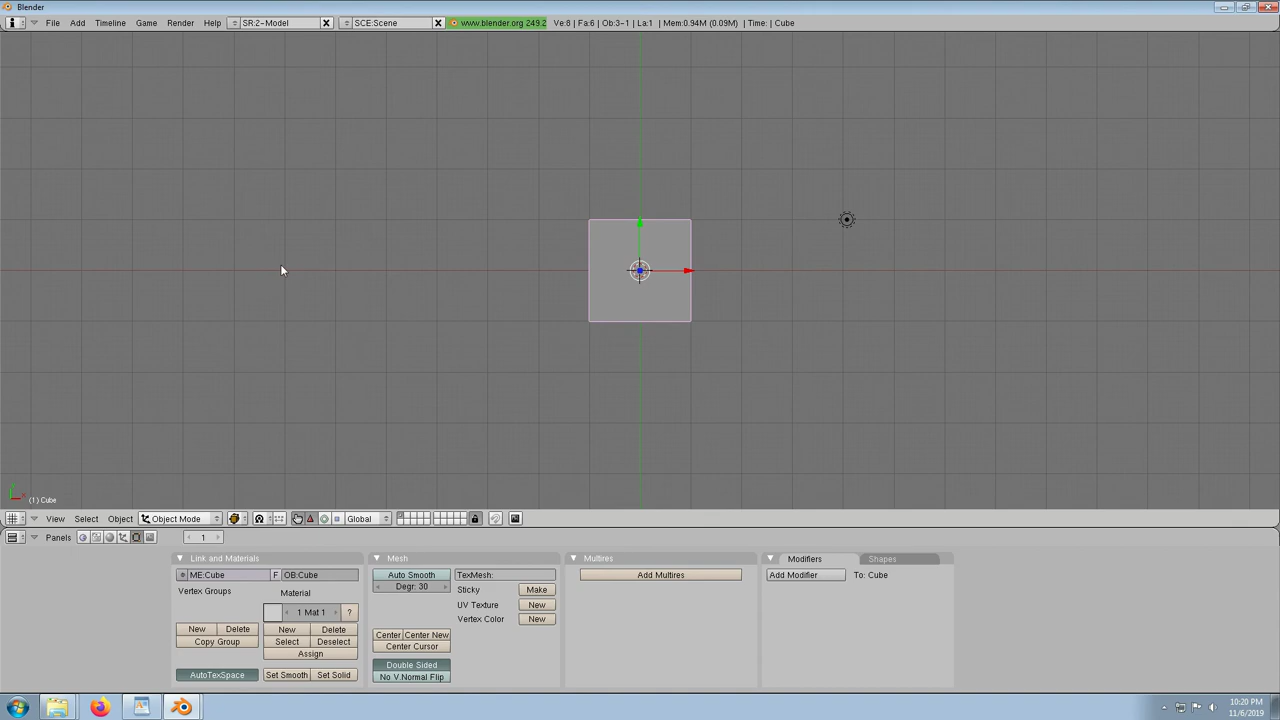 Blender
File Add Timeline Game Render Help SR:2-Model SCE:Scene www.blender.org 249.2 Ve:8 | Fa:6 | Ob:3-1 | La:1 | Mem:0.94M (0.09M) | Time: | Cube
(1) Cube
View Select Object Object Mode Global
Panels 1
Link and Materials Mesh Multires Modifiers Shapes
ME:Cube F OB:Cube Auto Smooth TexMesh: Add Multires Add Modifier To: Cube
Degr: 30 Sticky Make
Vertex Groups Material
1 Mat 1 ? UV Texture New
Vertex Color New
New Delete New Delete Center Center New
Copy Group Select Deselect Center Cursor
Assign
Double Sided
AutoTexSpace Set Smooth Set Solid No V.Normal Flip
10:20 PM
11/6/2019